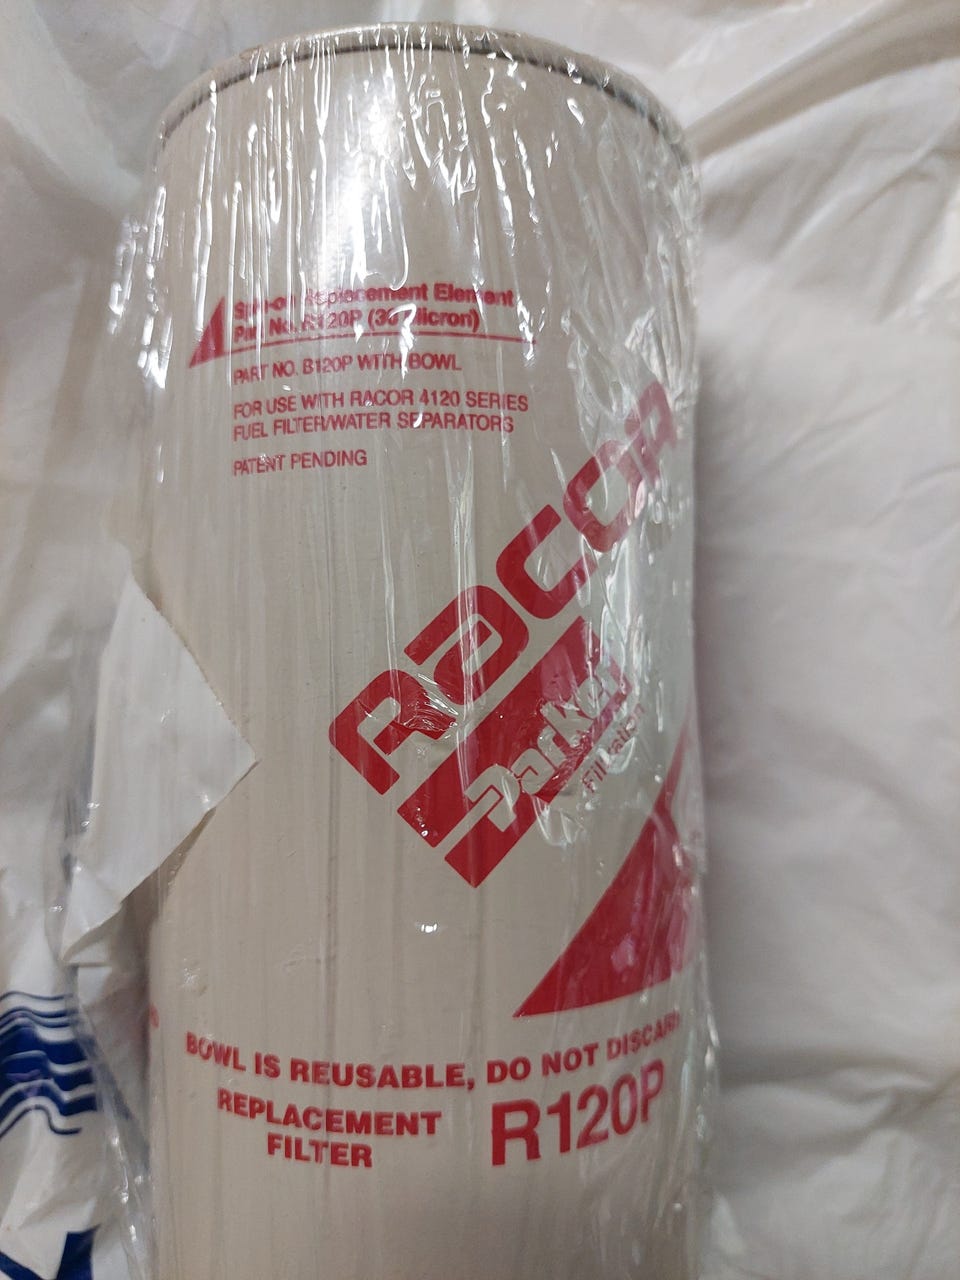 Spin-on Replacement Element
Part No. R120P (30 Micron)
PART NO. B120P WITH BOWL
FOR USE WITH RACOR 4120 SERIES
FUEL FILTER/WATER SEPARATORS
PATENT PENDING
Racor
Parker
Filtration
BOWL IS REUSABLE, DO NOT DISCARD
REPLACEMENT
FILTER
R120P